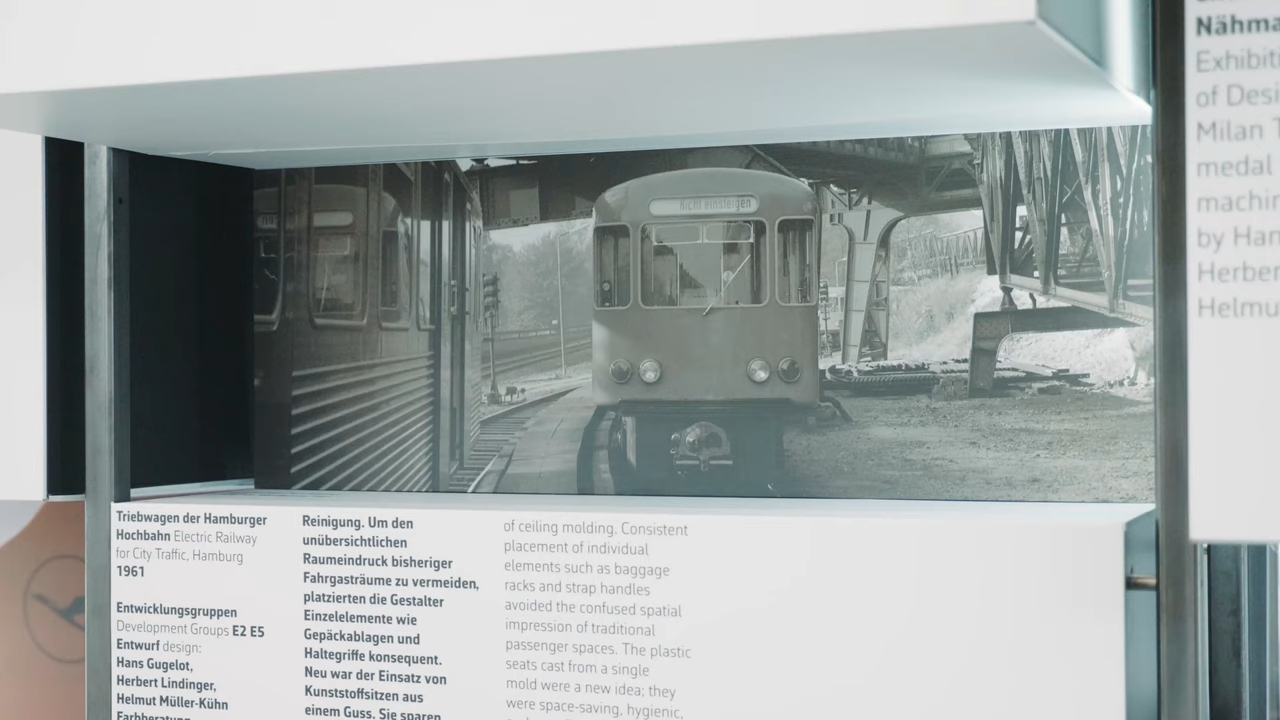 Nicht einsteigen
Triebwagen der Hamburger
Hochbahn Electric Railway
for City Traffic, Hamburg
1961
Entwicklungsgruppen
Development Groups E2 E5
Entwurf design:
Hans Gugelot,
Herbert Lindinger,
Helmut Müller-Kühn
Farbberatung
Reinigung. Um den
unübersichtlichen
Raumeindruck bisheriger
Fahrgasträume zu vermeiden,
platzierten die Gestalter
Einzelelemente wie
Gepäckablagen und
Haltegriffe konsequent.
Neu war der Einsatz von
Kunststoffsitzen aus
einem Guss. Sie sparen
of ceiling molding. Consistent
placement of individual
elements such as baggage
racks and strap handles
avoided the confused spatial
impression of traditional
passenger spaces. The plastic
seats cast from a single
mold were a new idea; they
were space-saving, hygienic,
Nähma
Exhibiti
of Desi
Milan T
medal
machin
by Han
Herber
Helmu